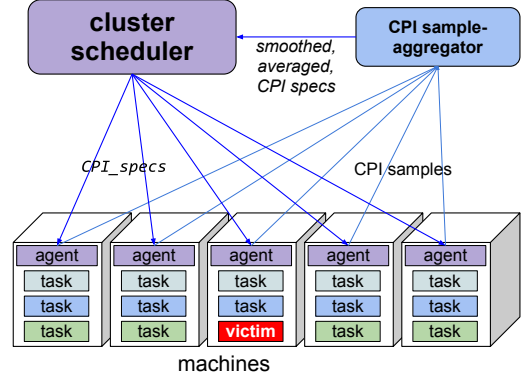 cluster
scheduler
CPI sample-
aggregator
smoothed,
averaged,
CPI specs
CPI_specs
CPI samples
agent agent agent agent agent
task task task task task
task task task task task
task task victim task task
machines